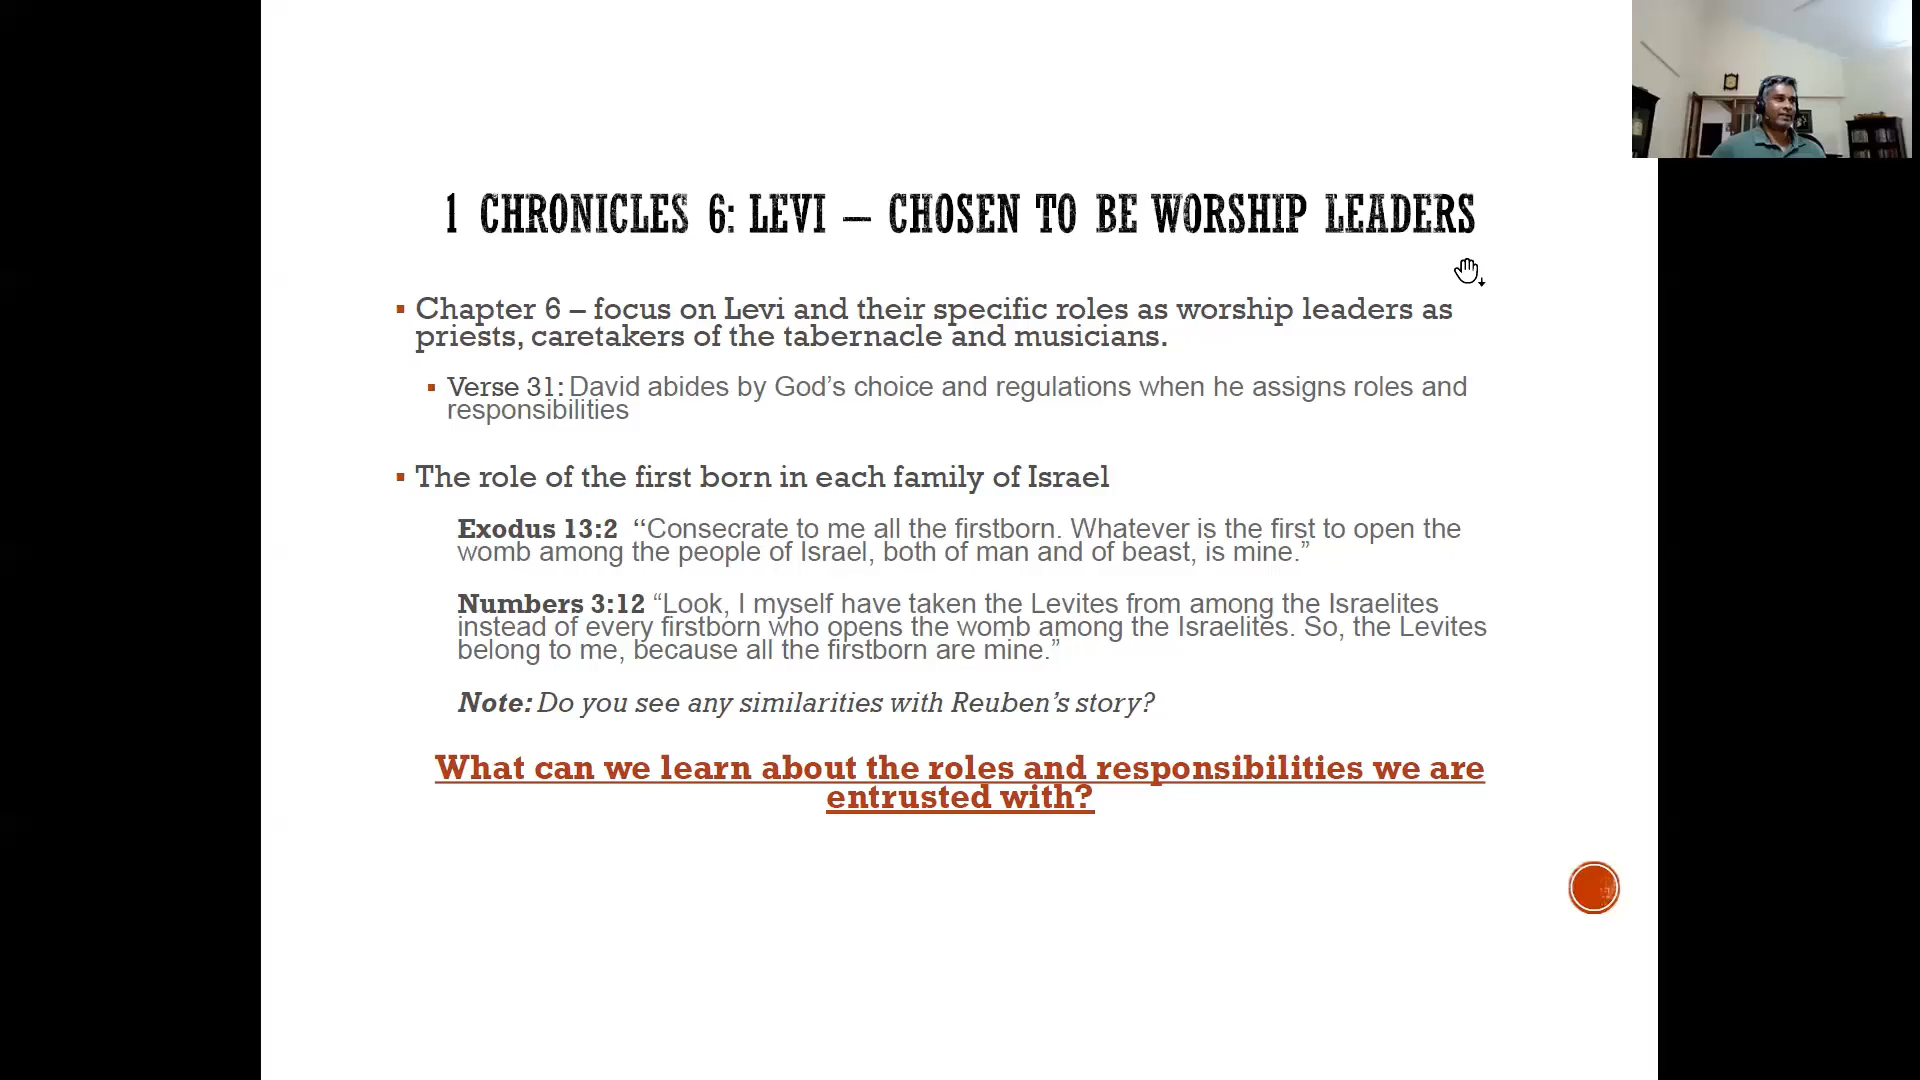 1 CHRONICLES 6: LEVI – CHOSEN TO BE WORSHIP LEADERS
▪ Chapter 6 – focus on Levi and their specific roles as worship leaders as
priests, caretakers of the tabernacle and musicians.
▪ Verse 31: David abides by God’s choice and regulations when he assigns roles and
responsibilities
▪ The role of the first born in each family of Israel
Exodus 13:2 “Consecrate to me all the firstborn. Whatever is the first to open the
womb among the people of Israel, both of man and of beast, is mine.”
Numbers 3:12 “Look, I myself have taken the Levites from among the Israelites
instead of every firstborn who opens the womb among the Israelites. So, the Levites
belong to me, because all the firstborn are mine.”
Note: Do you see any similarities with Reuben’s story?
What can we learn about the roles and responsibilities we are
entrusted with?